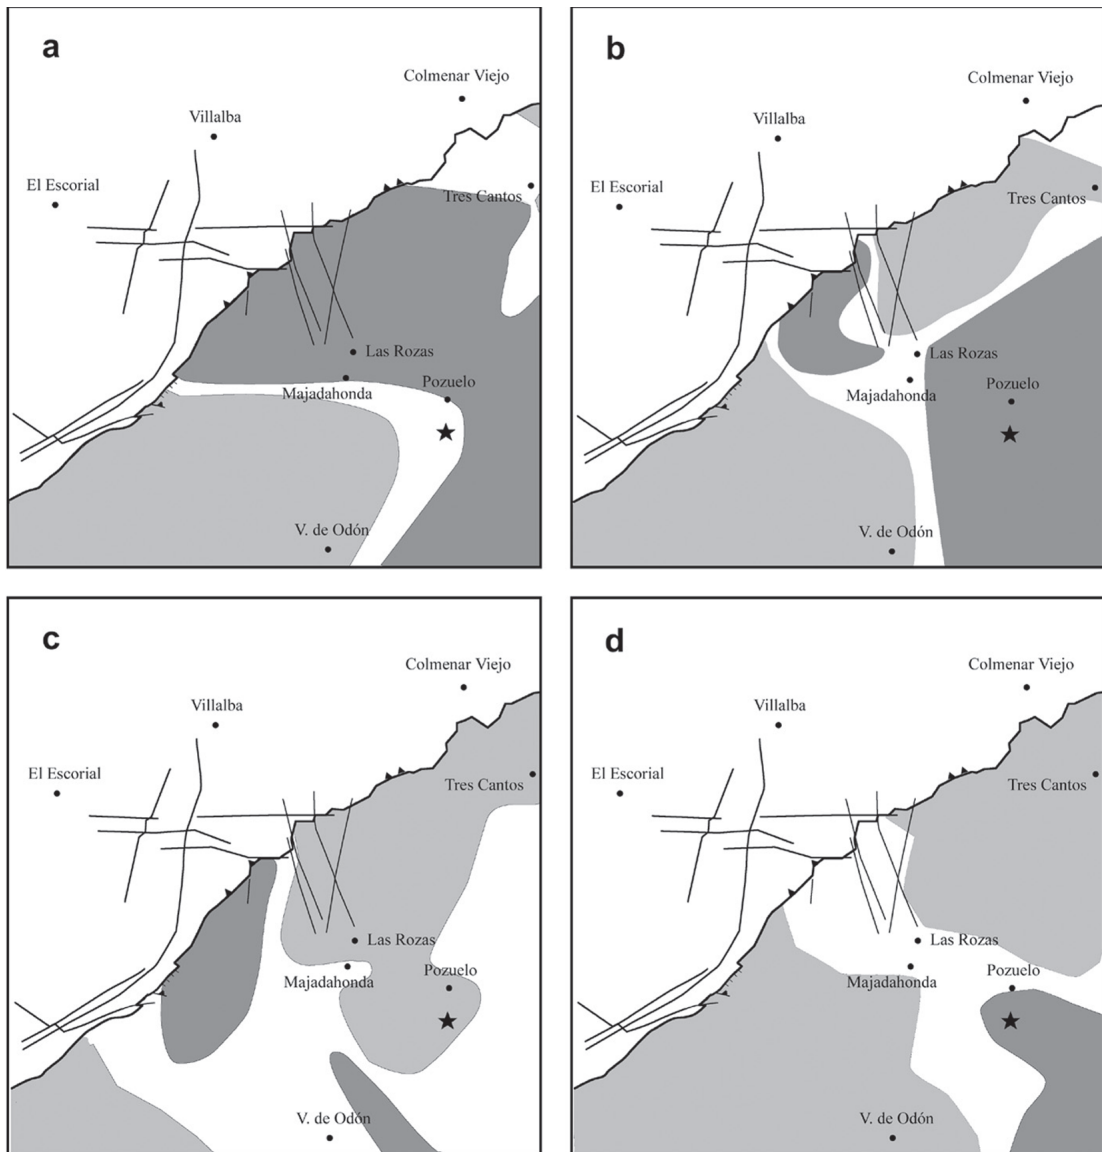 a
Colmenar Viejo
Villalba
El Escorial
Tres Cantos
Las Rozas
Pozuelo
Majadahonda
V. de Odón
b
Colmenar Viejo
Villalba
El Escorial
Tres Cantos
Las Rozas
Pozuelo
Majadahonda
V. de Odón
c
Colmenar Viejo
Villalba
El Escorial
Tres Cantos
Las Rozas
Pozuelo
Majadahonda
V. de Odón
d
Colmenar Viejo
Villalba
El Escorial
Tres Cantos
Las Rozas
Pozuelo
Majadahonda
V. de Odón